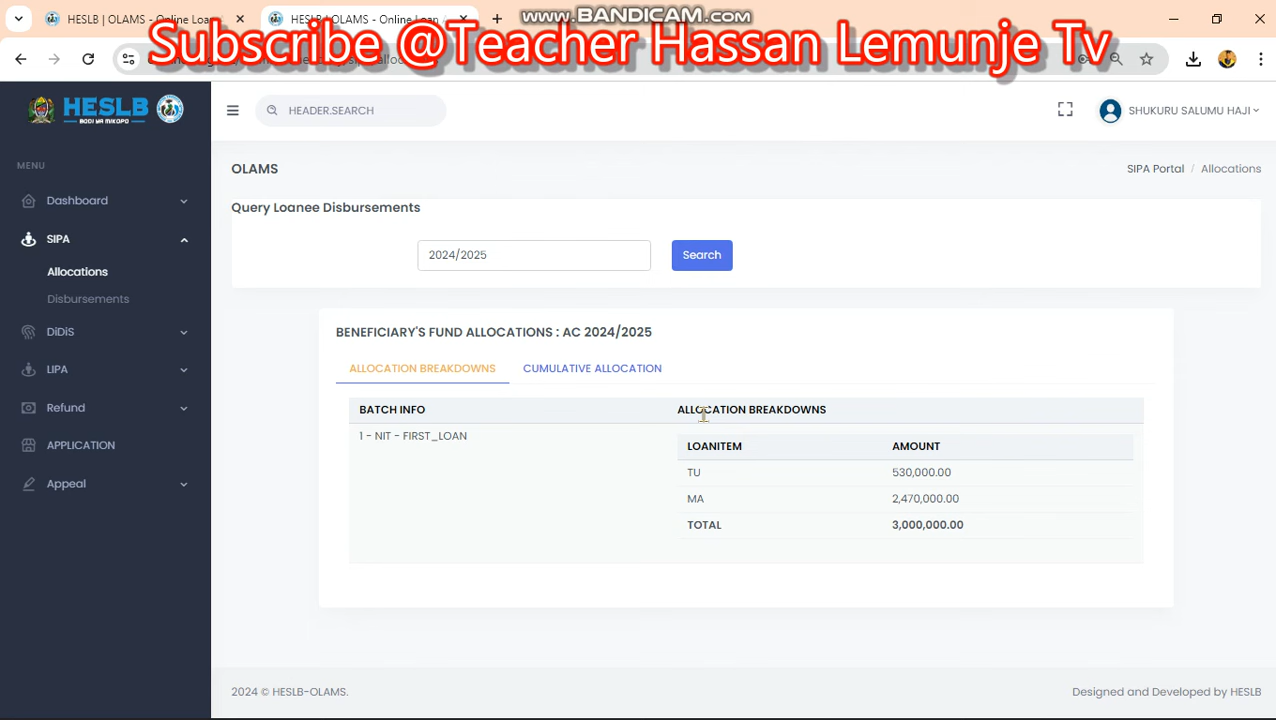 HESLB | OLAMS - Online Loan
HESLB | OLAMS - Online Loan
www.BANDICAM.com
Subscribe @Teacher Hassan Lemunje Tv
HESLB
BODI YA MIKOPO
HEADER.SEARCH
SHUKURU SALUMU HAJI
MENU
OLAMS
SIPA Portal / Allocations
Dashboard
Query Loanee Disbursements
SIPA
2024/2025
Search
Allocations
Disbursements
DiDiS
BENEFICIARY'S FUND ALLOCATIONS : AC 2024/2025
LIPA
ALLOCATION BREAKDOWNS
CUMULATIVE ALLOCATION
Refund
BATCH INFO
ALLOCATION BREAKDOWNS
1 - NIT - FIRST_LOAN
APPLICATION
LOANITEM
AMOUNT
TU
530,000.00
Appeal
MA
2,470,000.00
TOTAL
3,000,000.00
2024 © HESLB-OLAMS.
Designed and Developed by HESLB